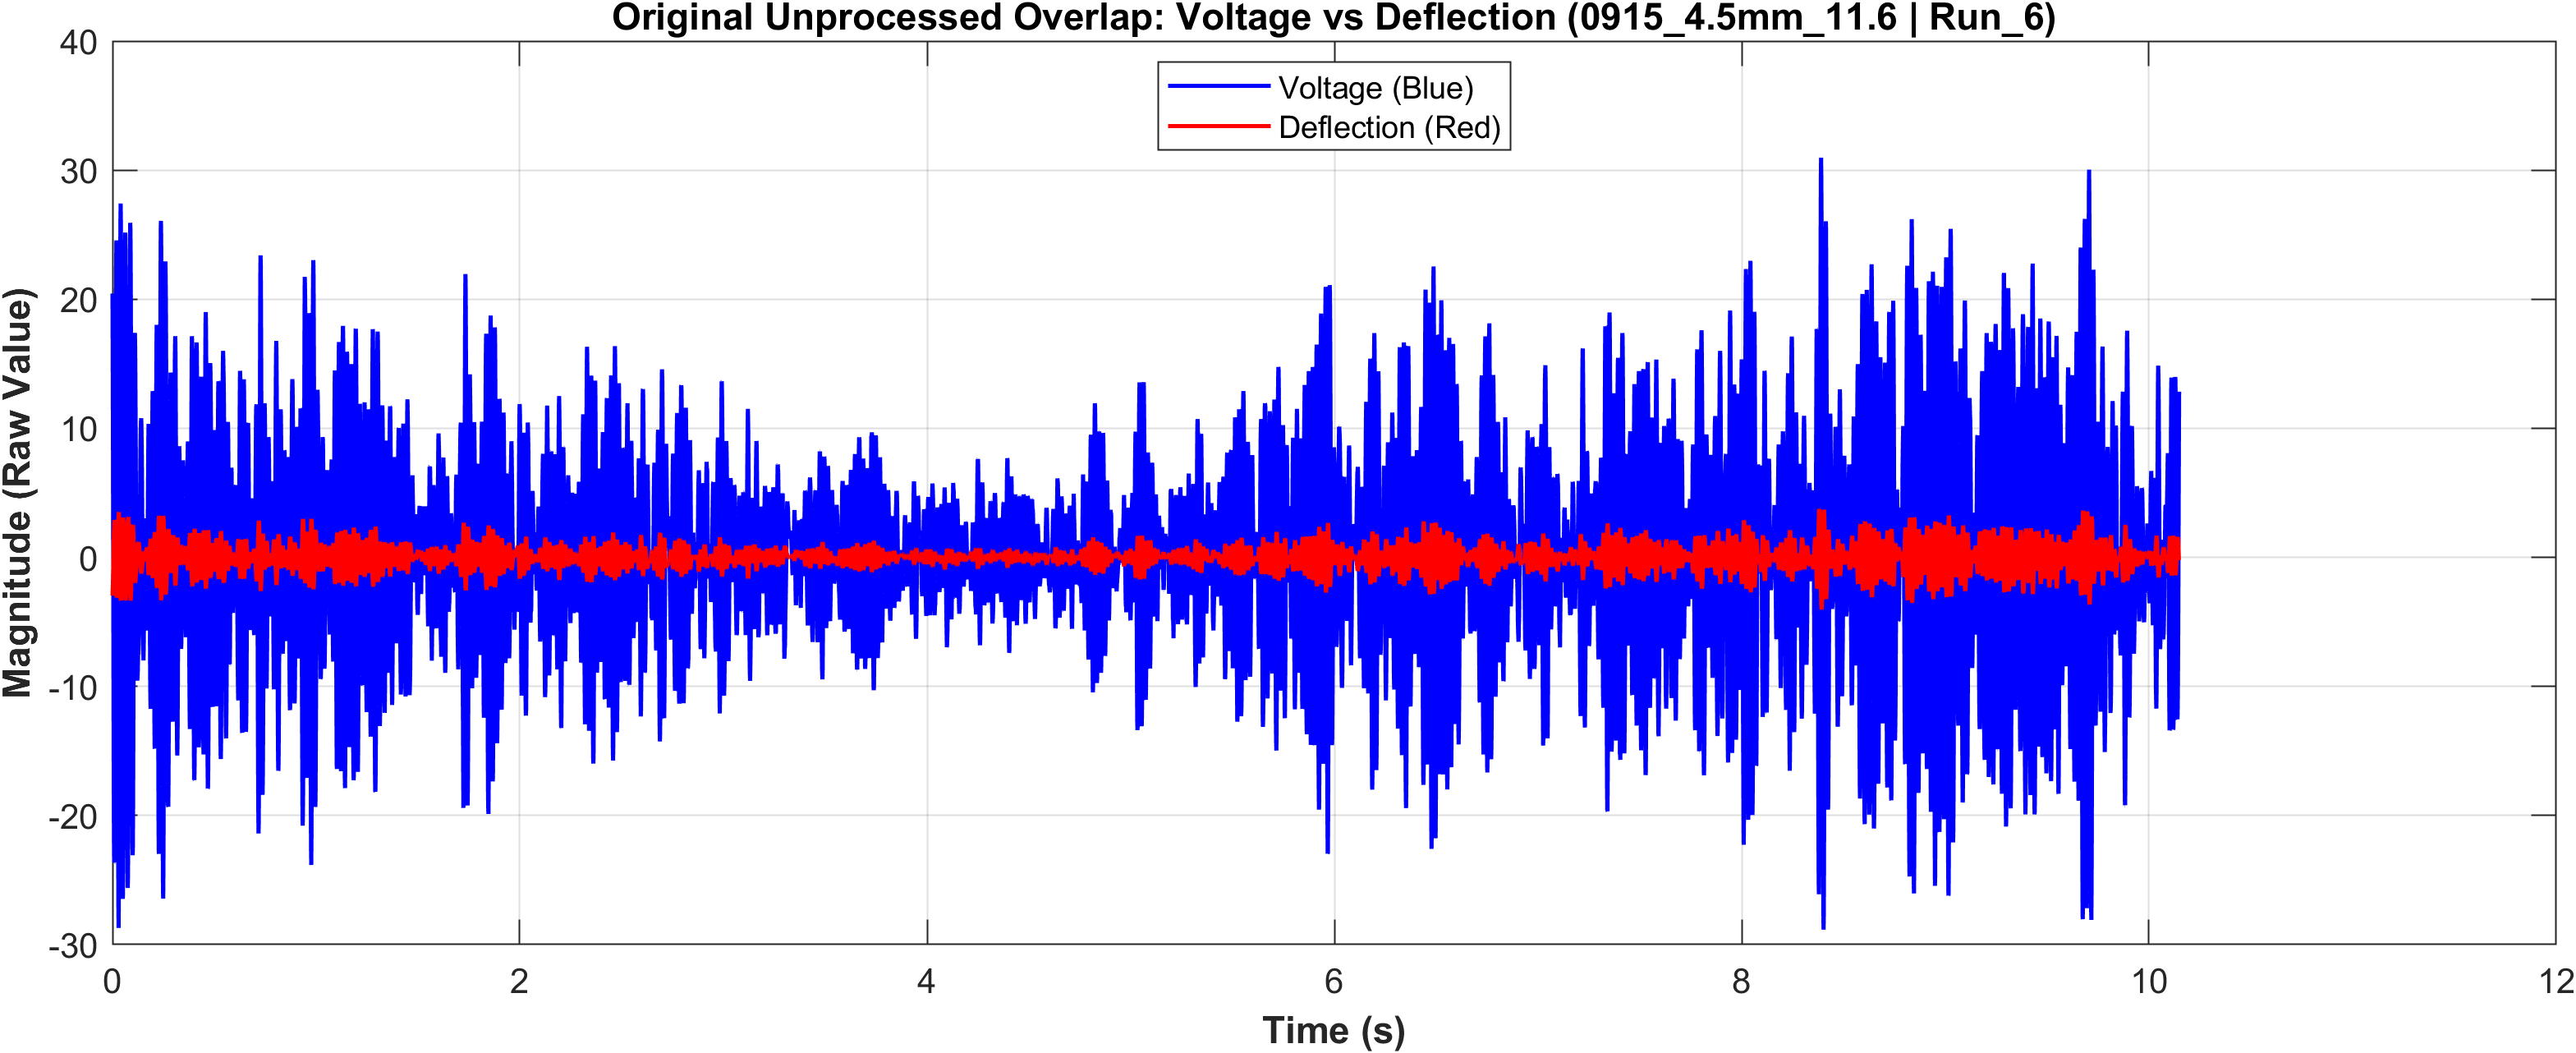 Original Unprocessed Overlap: Voltage vs Deflection (0915_4.5mm_11.6 | Run_6)
Voltage (Blue)
Deflection (Red)
Magnitude (Raw Value)
40
30
20
10
0
-10
-20
-30
0 2 4 6 8 10 12
Time (s)